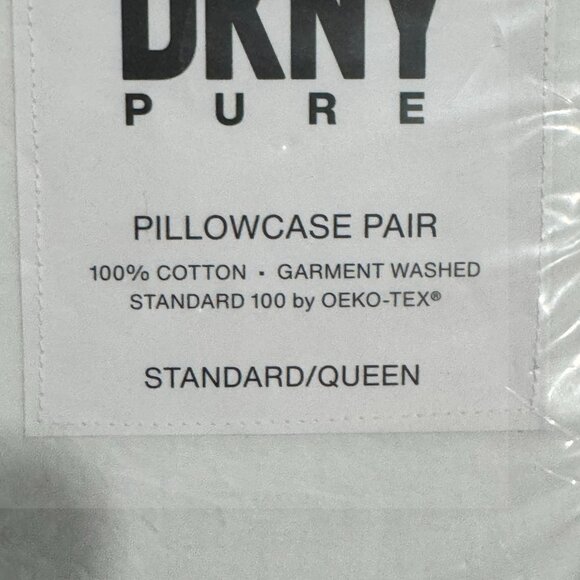 DKNY
PURE
PILLOWCASE PAIR
100% COTTON • GARMENT WASHED
STANDARD 100 by OEKO-TEX®
STANDARD/QUEEN